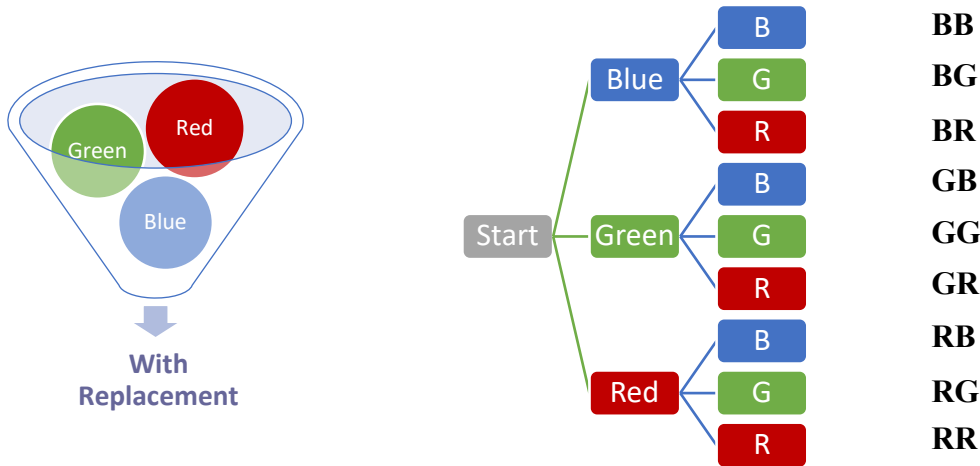 Green
Red
Blue
With
Replacement
Start
Blue
B
BB
G
BG
R
BR
Green
B
GB
G
GG
R
GR
Red
B
RB
G
RG
R
RR